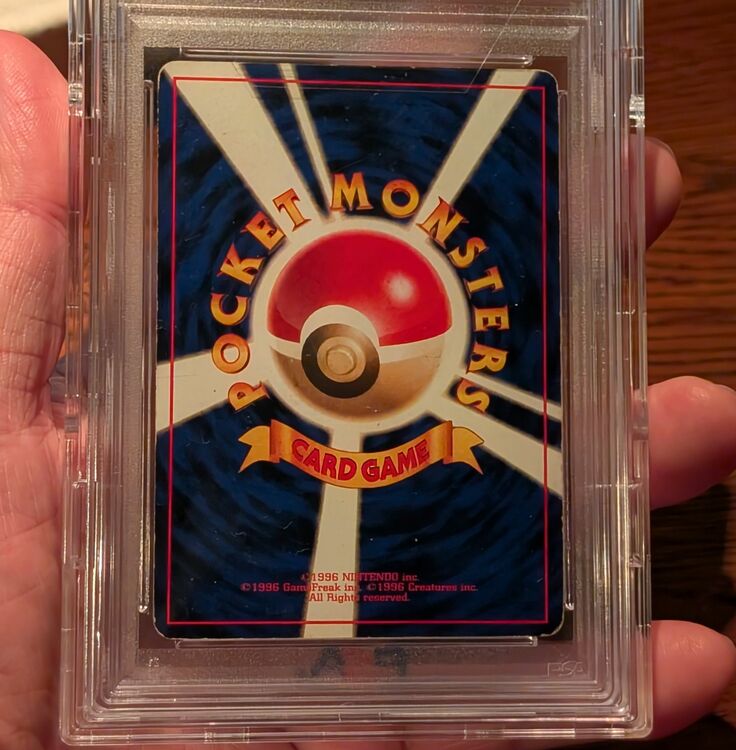 POCKET MONSTERS
CARD GAME
©1996 NINTENDO inc.
©1996 GameFreak inc. ©1996 Creatures inc.
All Rights reserved.
PSA